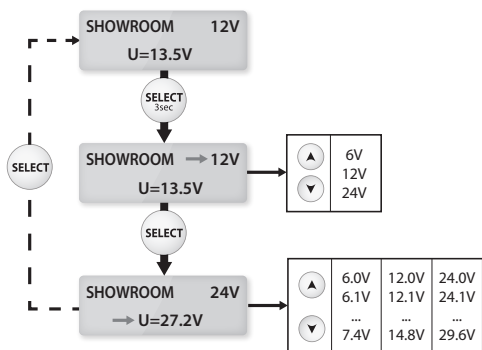 SHOWROOM 12V
U=13.5V
SELECT
3sec
SHOWROOM → 12V
U=13.5V
6V
12V
24V
SELECT
SELECT
SHOWROOM 24V
→ U=27.2V
6.0V 12.0V 24.0V
6.1V 12.1V 24.1V
... ... ...
7.4V 14.8V 29.6V